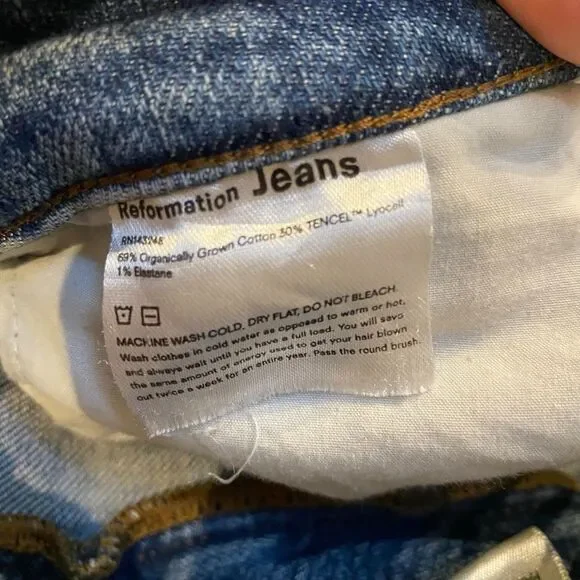 Reformation Jeans
RN143248
69% Organically Grown Cotton 30% TENCEL™ Lyocell
1% Elastane
MACHINE WASH COLD, DRY FLAT, DO NOT BLEACH.
Wash clothes in cold water as opposed to warm or hot,
and always wait until you have a full load. You will save
the same amount of energy used to get your hair blown
out twice a week for an entire year. Pass the round brush.